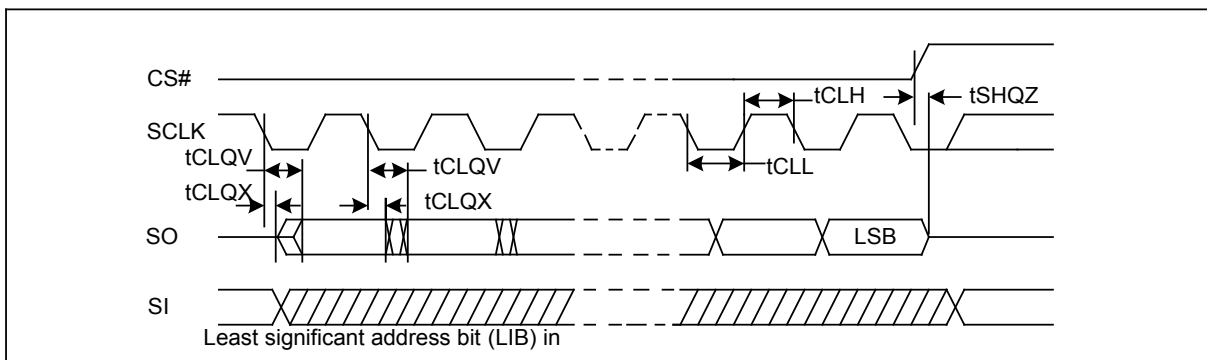 CS#
tCLH
tSHQZ
SCLK
tCLQV
tCLQV
tCLL
tCLQX
tCLQX
SO
LSB
SI
Least significant address bit (LIB) in